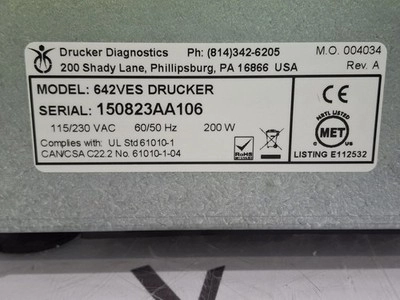 Drucker Diagnostics Ph: (814)342-6205 M.O. 004034
200 Shady Lane, Phillipsburg, PA 16866 USA Rev. A
MODEL: 642VES DRUCKER
SERIAL: 150823AA106
115/230 VAC 60/50 Hz 200 W
Complies with: UL Std 61010-1
CAN/CSA C22.2 No. 61010-1-04
RoHS
CE
NRTL LISTED
MET
C US
LISTING E112532